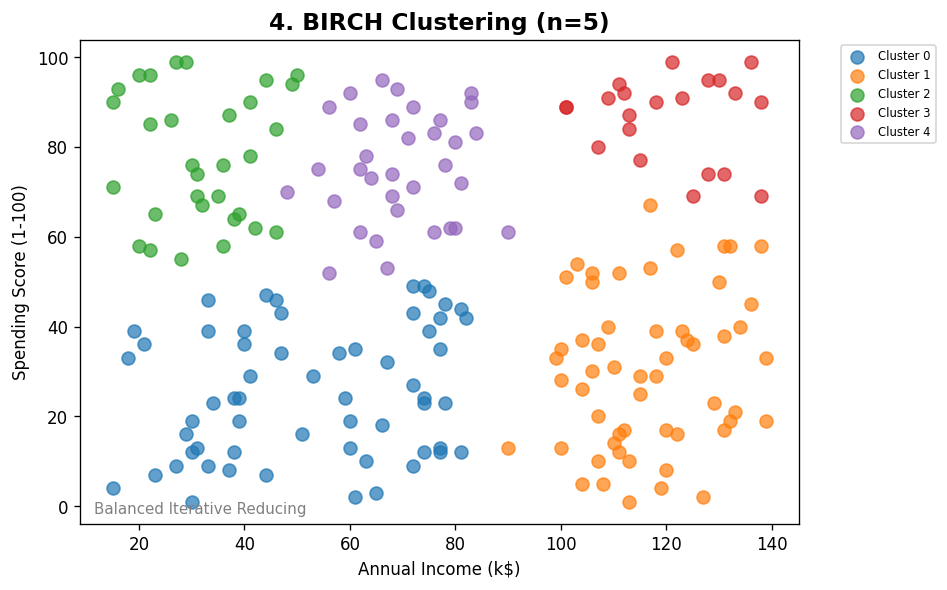 4. BIRCH Clustering (n=5)
Cluster 0
Cluster 1
Cluster 2
Cluster 3
Cluster 4
Spending Score (1-100)
100
80
60
40
20
0
Balanced Iterative Reducing
20 40 60 80 100 120 140
Annual Income (k$)